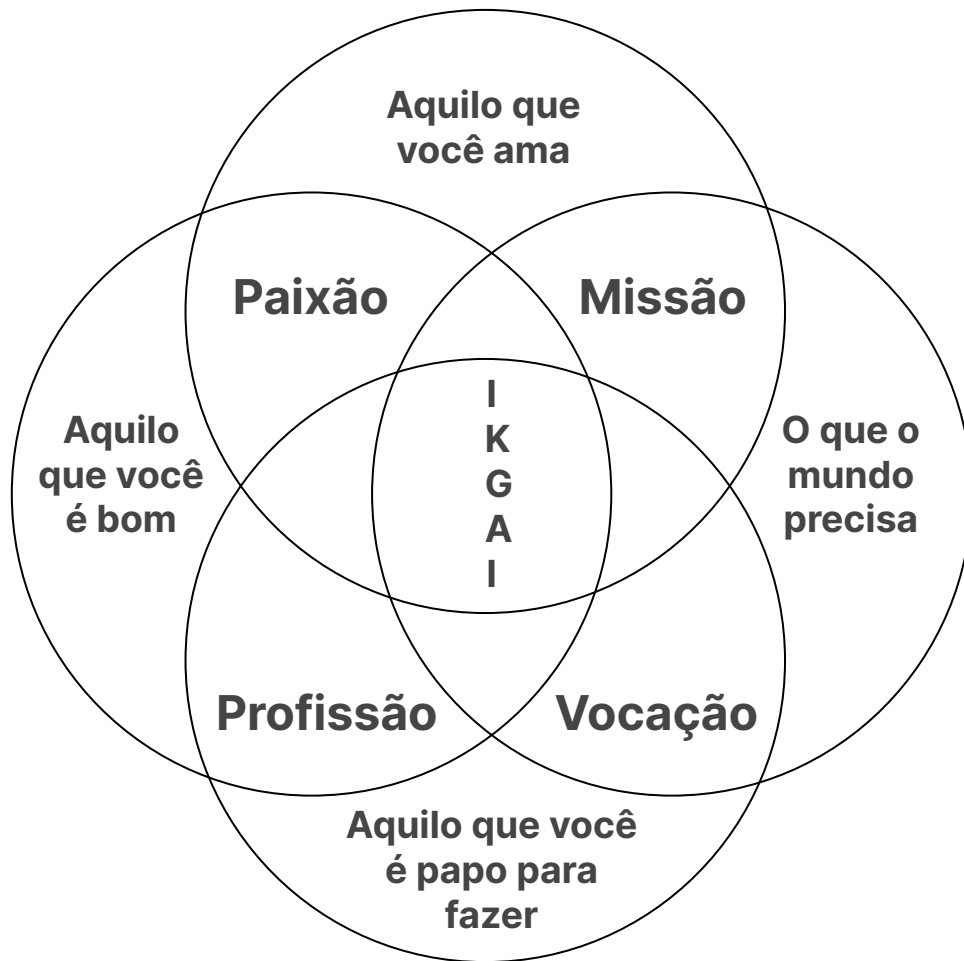 Aquilo que
você ama
Paixão
Missão
I
K
G
A
I
Aquilo
que você
é bom
O que o
mundo
precisa
Profissão
Vocação
Aquilo que você
é papo para
fazer